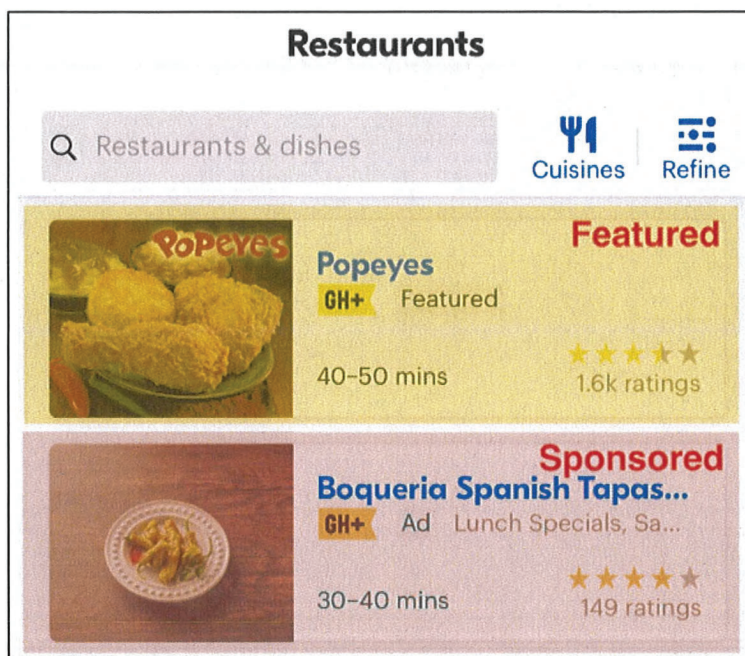 Restaurants
Restaurants & dishes
Cuisines
Refine
POPEYES
Featured
Popeyes
GH+ Featured
40–50 mins
1.6k ratings
Sponsored
Boqueria Spanish Tapas...
GH+ Ad Lunch Specials, Sa...
30–40 mins
149 ratings